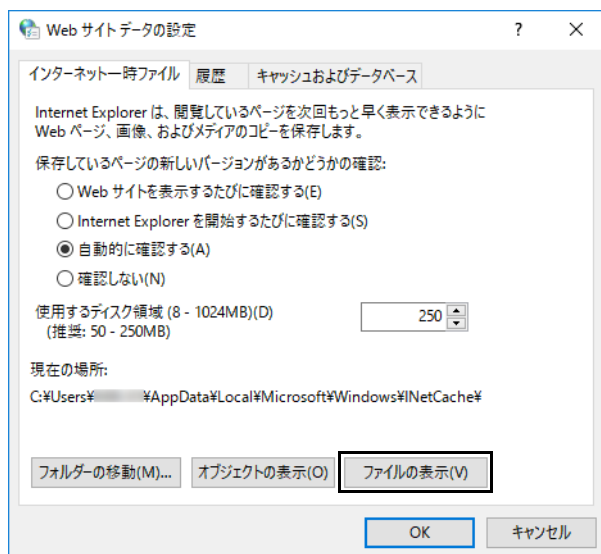 Web サイト データの設定
? ×
インターネット一時ファイル 履歴 キャッシュおよびデータベース
Internet Explorer は、閲覧しているページを次回もっと早く表示できるように
Web ページ、画像、およびメディアのコピーを保存します。
保存しているページの新しいバージョンがあるかどうかの確認:
Web サイトを表示するたびに確認する(E)
Internet Explorer を開始するたびに確認する(S)
自動的に確認する(A)
確認しない(N)
使用するディスク領域 (8 - 1024MB)(D) 250
(推奨: 50 - 250MB)
現在の場所:
C:¥Users¥ ¥AppData¥Local¥Microsoft¥Windows¥INetCache¥
フォルダーの移動(M)... オブジェクトの表示(O) ファイルの表示(V)
OK キャンセル